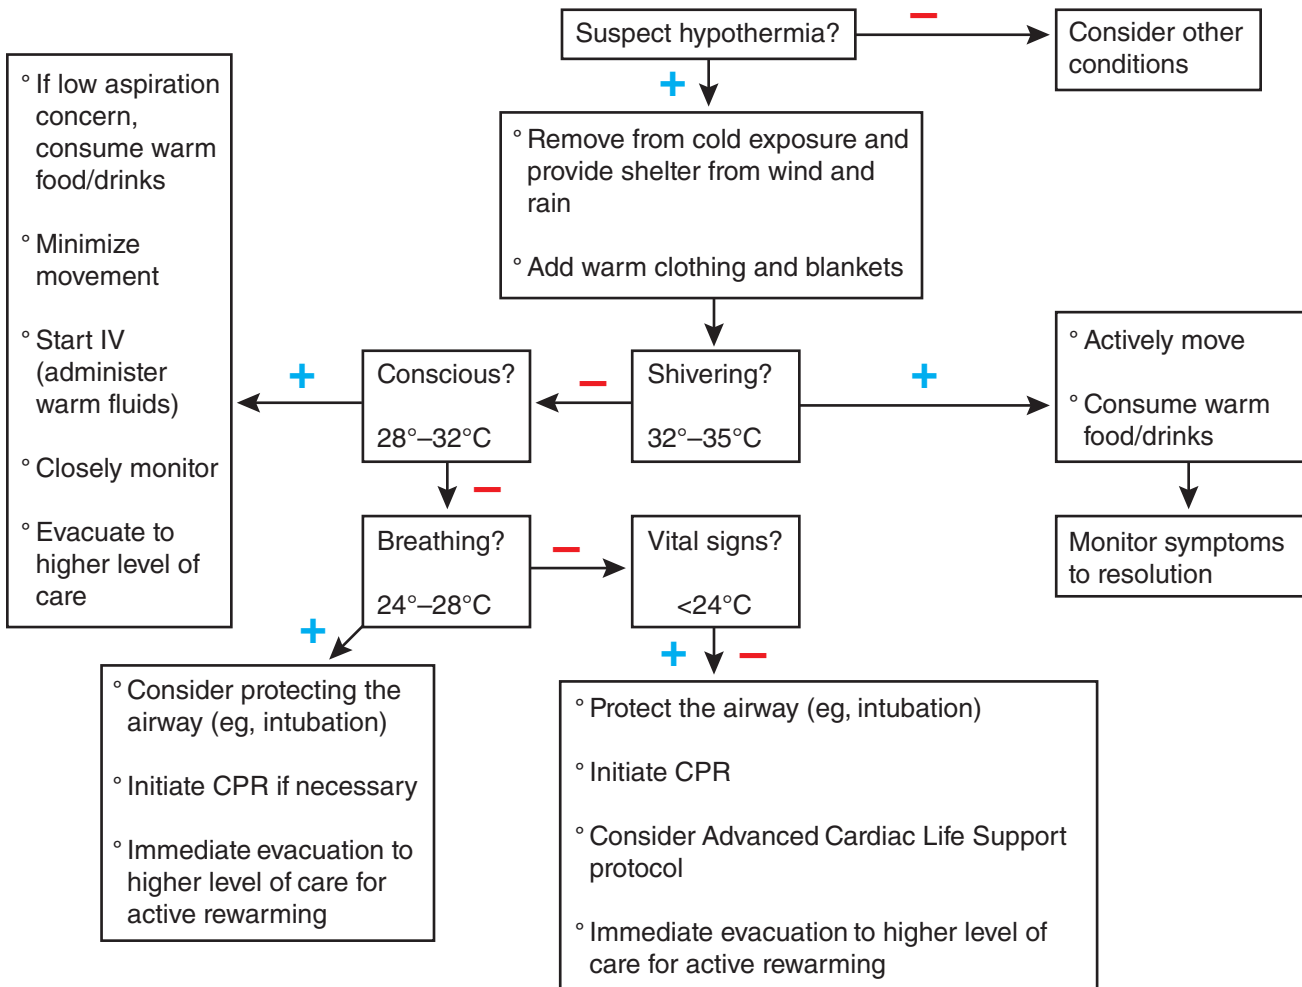 Suspect hypothermia?
−
Consider other
conditions
+
° Remove from cold exposure and
provide shelter from wind and
rain
° Add warm clothing and blankets
Shivering?
32°–35°C
+
° Actively move
° Consume warm
food/drinks
Monitor symptoms
to resolution
−
Conscious?
28°–32°C
+
° If low aspiration
concern,
consume warm
food/drinks
° Minimize
movement
° Start IV
(administer
warm fluids)
° Closely monitor
° Evacuate to
higher level of
care
−
Breathing?
24°–28°C
+
° Consider protecting the
airway (eg, intubation)
° Initiate CPR if necessary
° Immediate evacuation to
higher level of care for
active rewarming
−
Vital signs?
<24°C
+ −
° Protect the airway (eg, intubation)
° Initiate CPR
° Consider Advanced Cardiac Life Support
protocol
° Immediate evacuation to higher level of
care for active rewarming